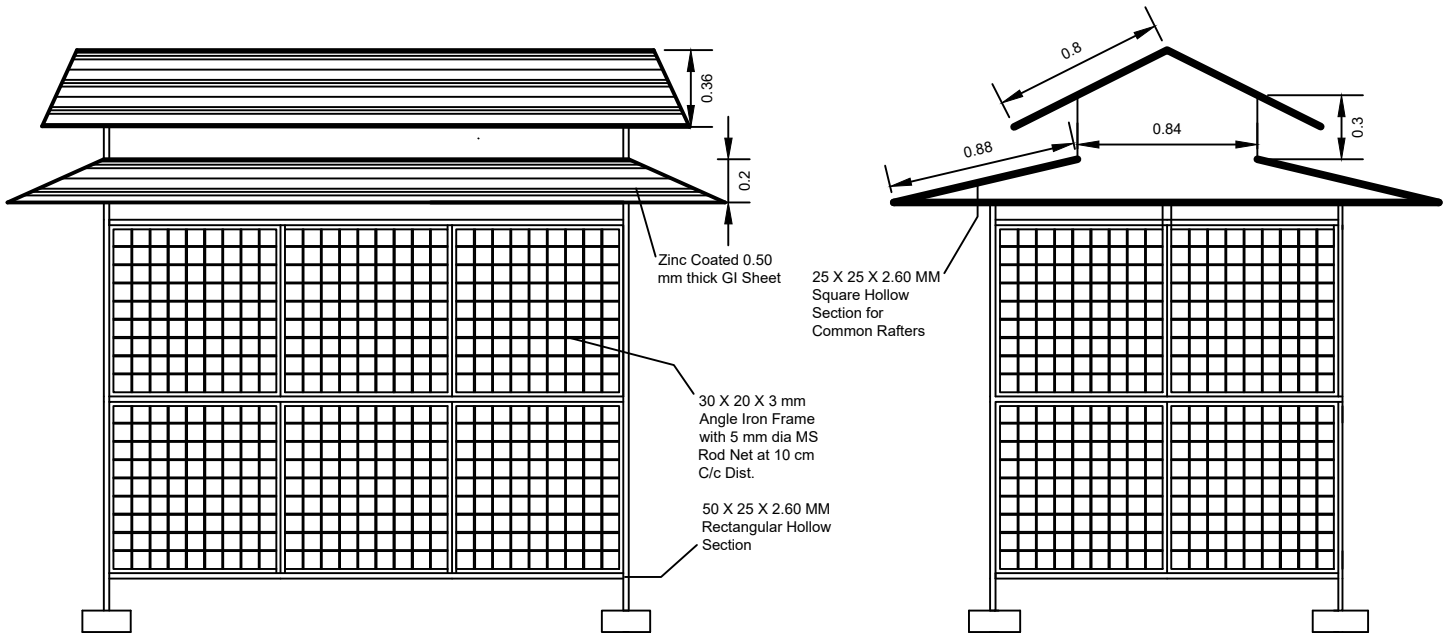 0.36
0.2
Zinc Coated 0.50
mm thick GI Sheet
30 X 20 X 3 mm
Angle Iron Frame
with 5 mm dia MS
Rod Net at 10 cm
C/c Dist.
50 X 25 X 2.60 MM
Rectangular Hollow
Section
0.8
0.3
0.84
0.88
25 X 25 X 2.60 MM
Square Hollow
Section for
Common Rafters